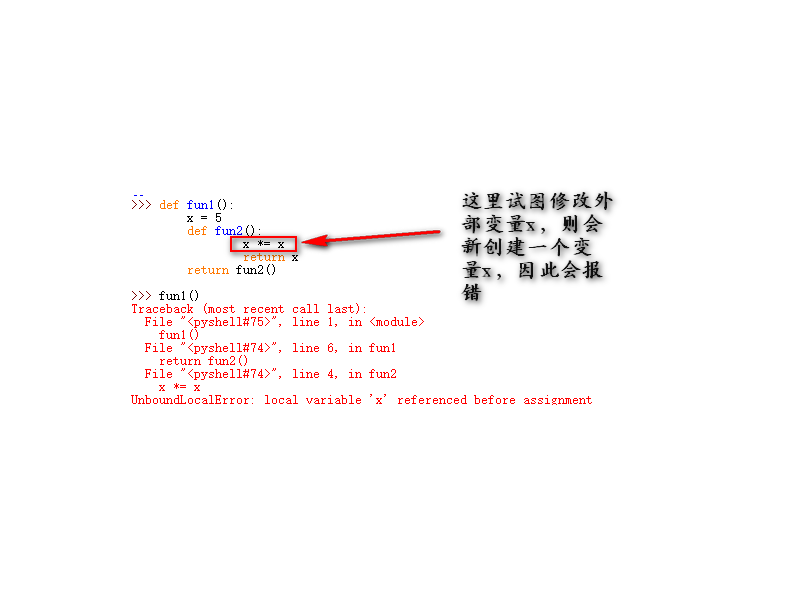 >>> def fun1():
x = 5
def fun2():
x *= x
return x
return fun2()
>>> fun1()
Traceback (most recent call last):
File "<pyshell#75>", line 1, in <module>
fun1()
File "<pyshell#74>", line 6, in fun1
return fun2()
File "<pyshell#74>", line 4, in fun2
x *= x
UnboundLocalError: local variable 'x' referenced before assignment
这里试图修改外
部变量x，则会
新创建一个变
量x，因此会报
错